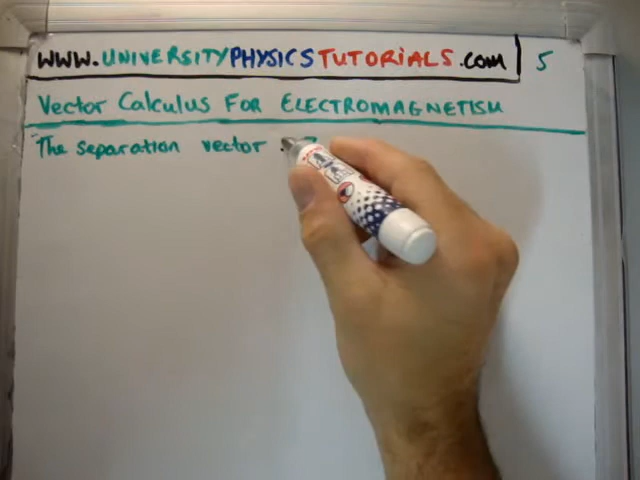 WWW.UNIVERSITYPHYSICSTUTORIALS.COM 5
Vector Calculus FOR ELECTROMAGNETISM
The separation vector